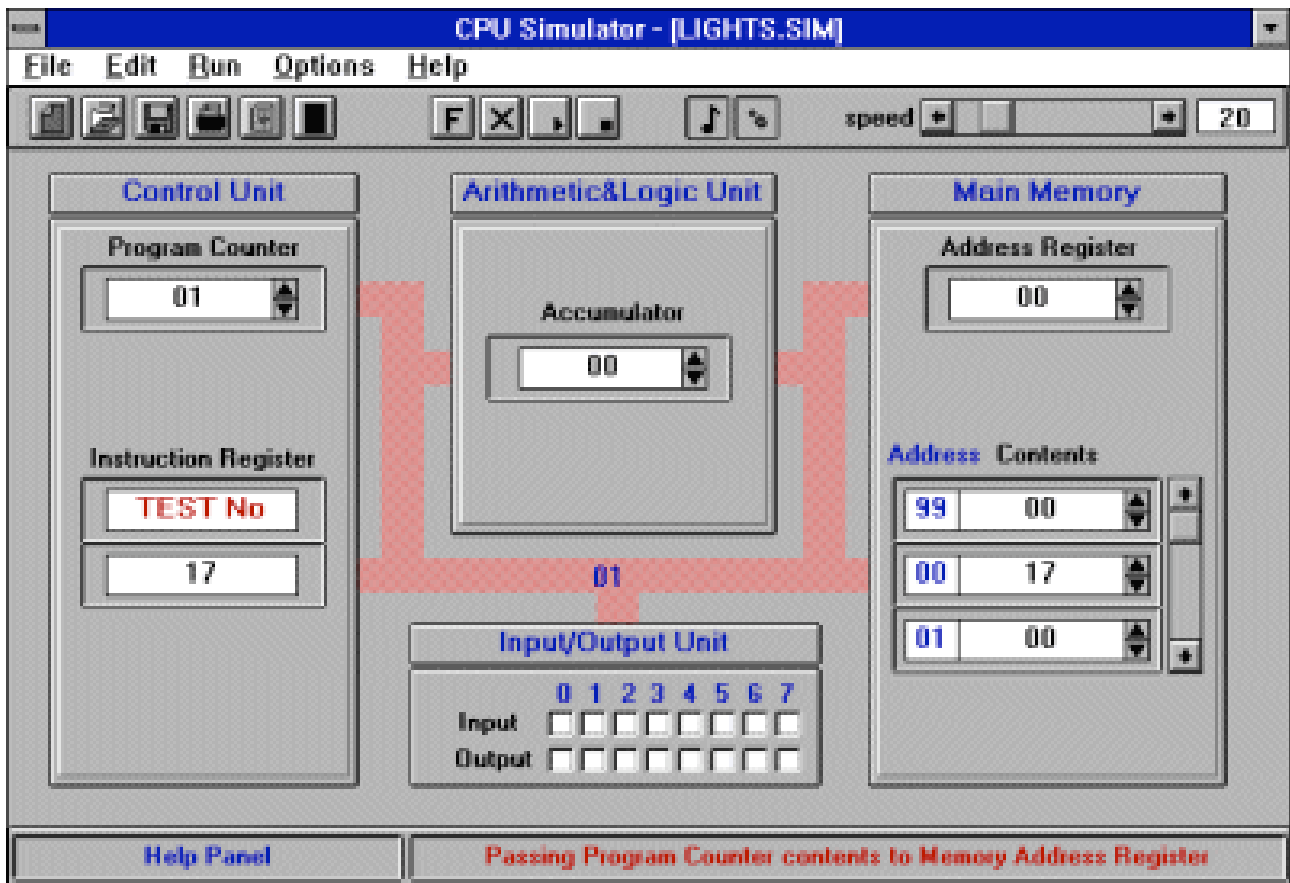 CPU Simulator - [LIGHTS.SIM]
File Edit Run Options Help
F X speed 20
Control Unit
Program Counter
01
Instruction Register
TEST No
17
Arithmetic&Logic Unit
Accumulator
00
Main Memory
Address Register
00
Address Contents
99 00
00 17
01 00
01
Input/Output Unit
0 1 2 3 4 5 6 7
Input
Output
Help Panel
Passing Program Counter contents to Memory Address Register